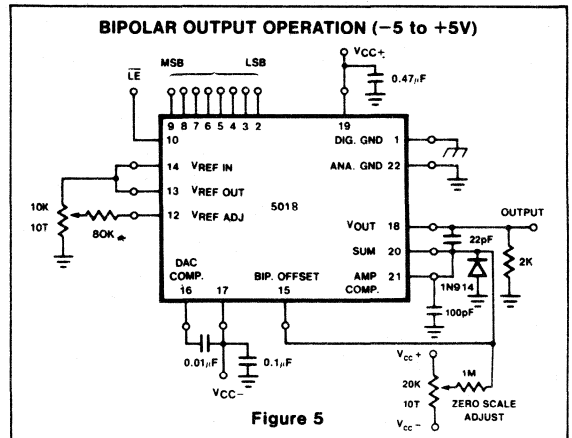 BIPOLAR OUTPUT OPERATION (−5 to +5V)
VCC+
0.47µF
MSB LSB
LE
9 8 7 6 5 4 3 2
19
10
DIG. GND 1
14 VREF IN
ANA. GND 22
13 VREF OUT
10K
10T
80K
12 VREF ADJ
5018
VOUT 18
OUTPUT
22pF
SUM 20
2K
DAC
COMP.
BIP. OFFSET
AMP
COMP.
21
1N914
16 17 15
100pF
0.01µF
0.1µF
VCC−
VCC+
20K
10T
1M
ZERO SCALE
ADJUST
VCC−
Figure 5